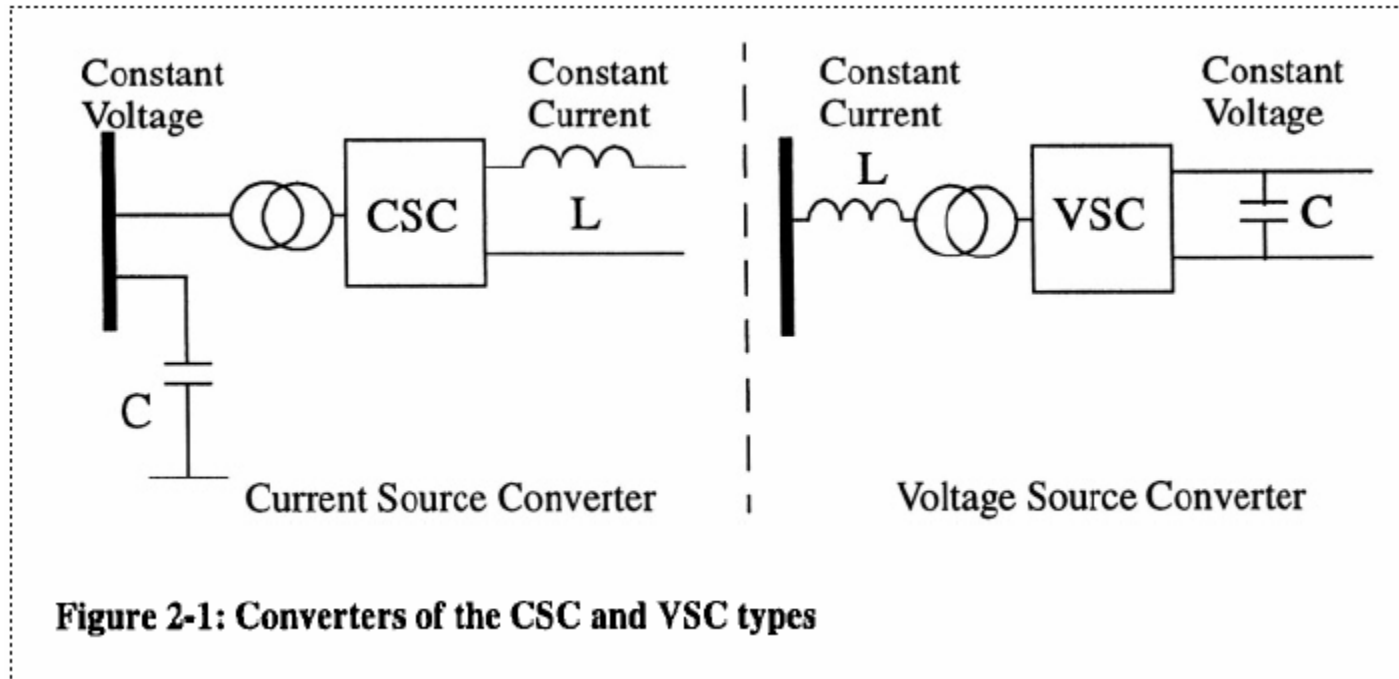 Constant
Voltage
Constant
Current
CSC
L
C
Current Source Converter
Constant
Current
Constant
Voltage
L
VSC
C
Voltage Source Converter
Figure 2-1: Converters of the CSC and VSC types